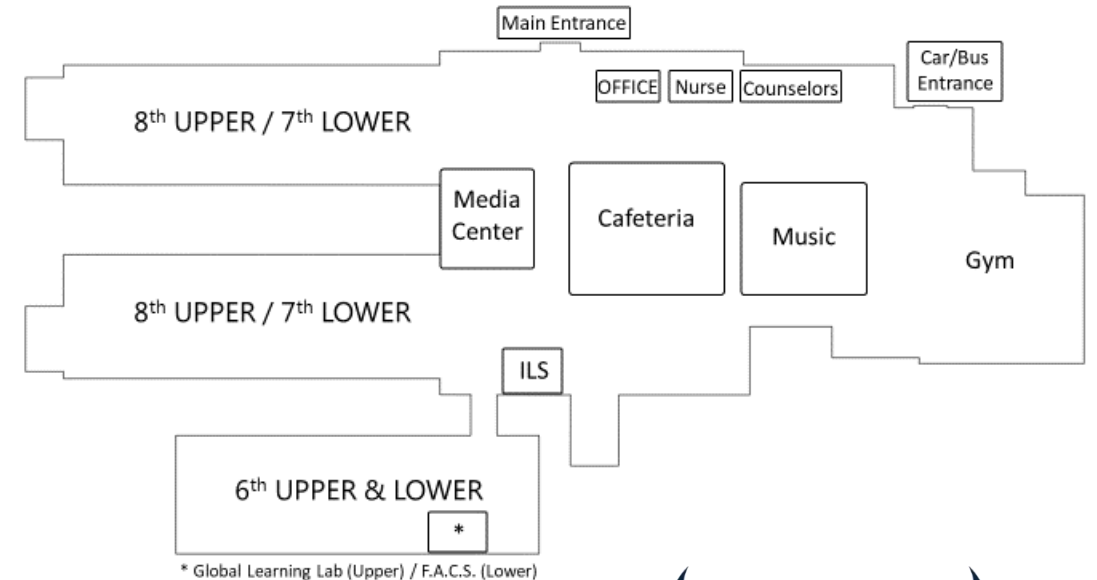 Main Entrance
Car/Bus
Entrance
OFFICE
Nurse
Counselors
8th UPPER / 7th LOWER
Media
Center
Cafeteria
Music
Gym
8th UPPER / 7th LOWER
ILS
6th UPPER & LOWER
*
* Global Learning Lab (Upper) / F.A.C.S. (Lower)